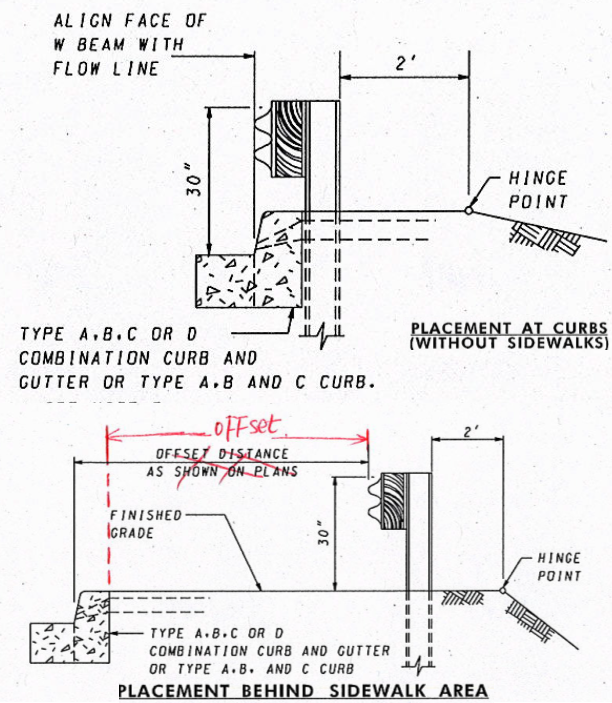 ALIGN FACE OF
W BEAM WITH
FLOW LINE
2'
30"
HINGE
POINT
TYPE A.B.C OR D
COMBINATION CURB AND
GUTTER OR TYPE A.B AND C CURB.
PLACEMENT AT CURBS
(WITHOUT SIDEWALKS)
offset
OFFSET DISTANCE
AS SHOWN ON PLANS
2'
FINISHED
GRADE
30"
HINGE
POINT
TYPE A.B.C OR D
COMBINATION CURB AND GUTTER
OR TYPE A.B. AND C CURB
PLACEMENT BEHIND SIDEWALK AREA